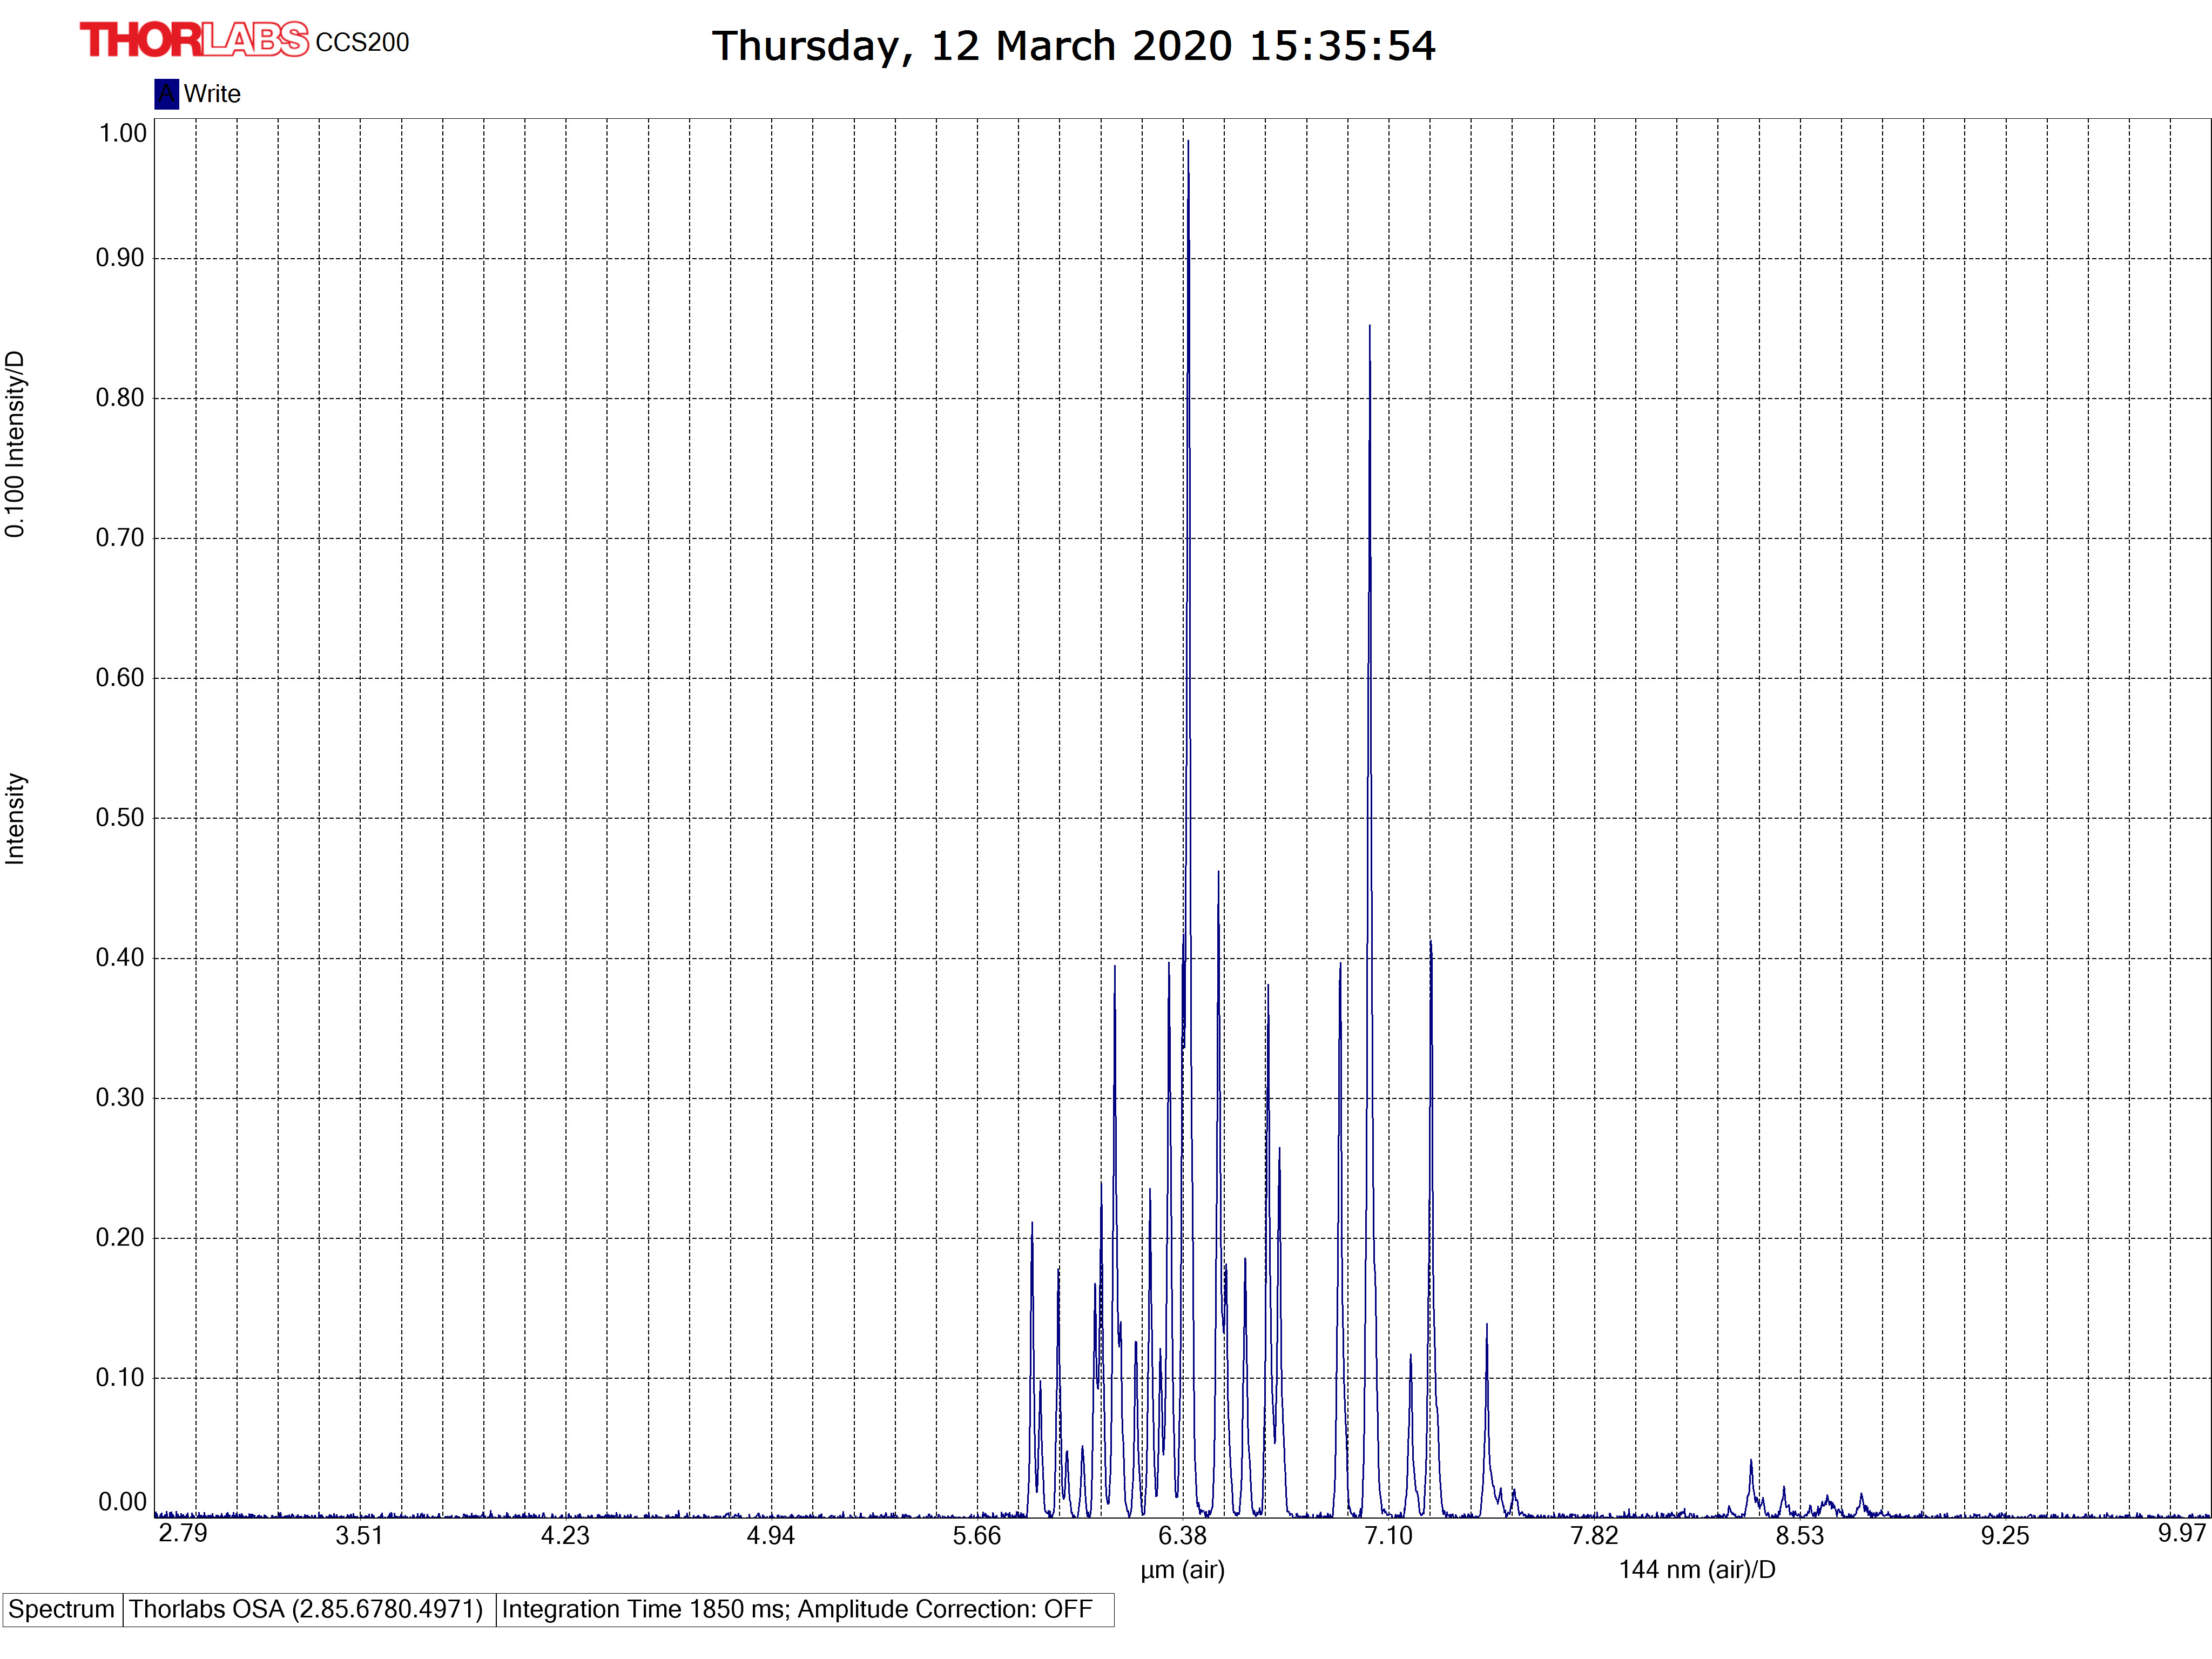 THORLABS CCS200
Thursday, 12 March 2020 15:35:54
A Write
1.00
0.90
0.80
0.70
0.60
0.50
0.40
0.30
0.20
0.10
0.00
0.100 Intensity/D
Intensity
2.79 3.51 4.23 4.94 5.66 6.38 7.10 7.82 8.53 9.25 9.97
µm (air) 144 nm (air)/D
Spectrum Thorlabs OSA (2.85.6780.4971) Integration Time 1850 ms; Amplitude Correction: OFF